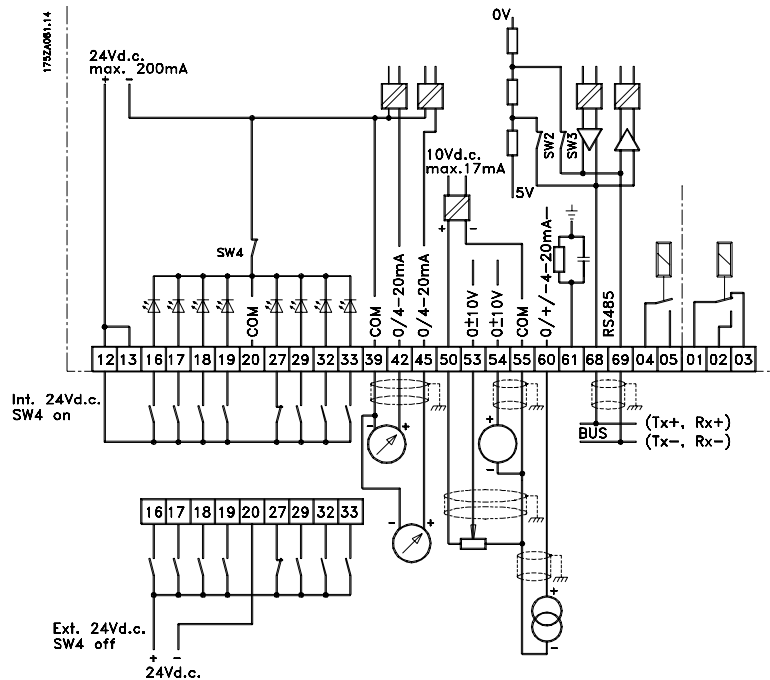 175ZA081.14
24Vd.c.
max. 200mA
+ −
0V
SW2
SW3
10Vd.c.
max.17mA
5V
+ −
SW4
COM
COM
0/4-20mA
0/4-20mA
0±10V
0±10V
COM
0/+/-4-20mA-
RS485
12 13 16 17 18 19 20 27 29 32 33 39 42 45 50 53 54 55 60 61 68 69 04 05 01 02 03
Int. 24Vd.c.
SW4 on
− +
+
−
BUS
(Tx+, Rx+)
(Tx−, Rx−)
16 17 18 19 20 27 29 32 33
− +
Ext. 24Vd.c.
SW4 off
+ −
24Vd.c.
+
−